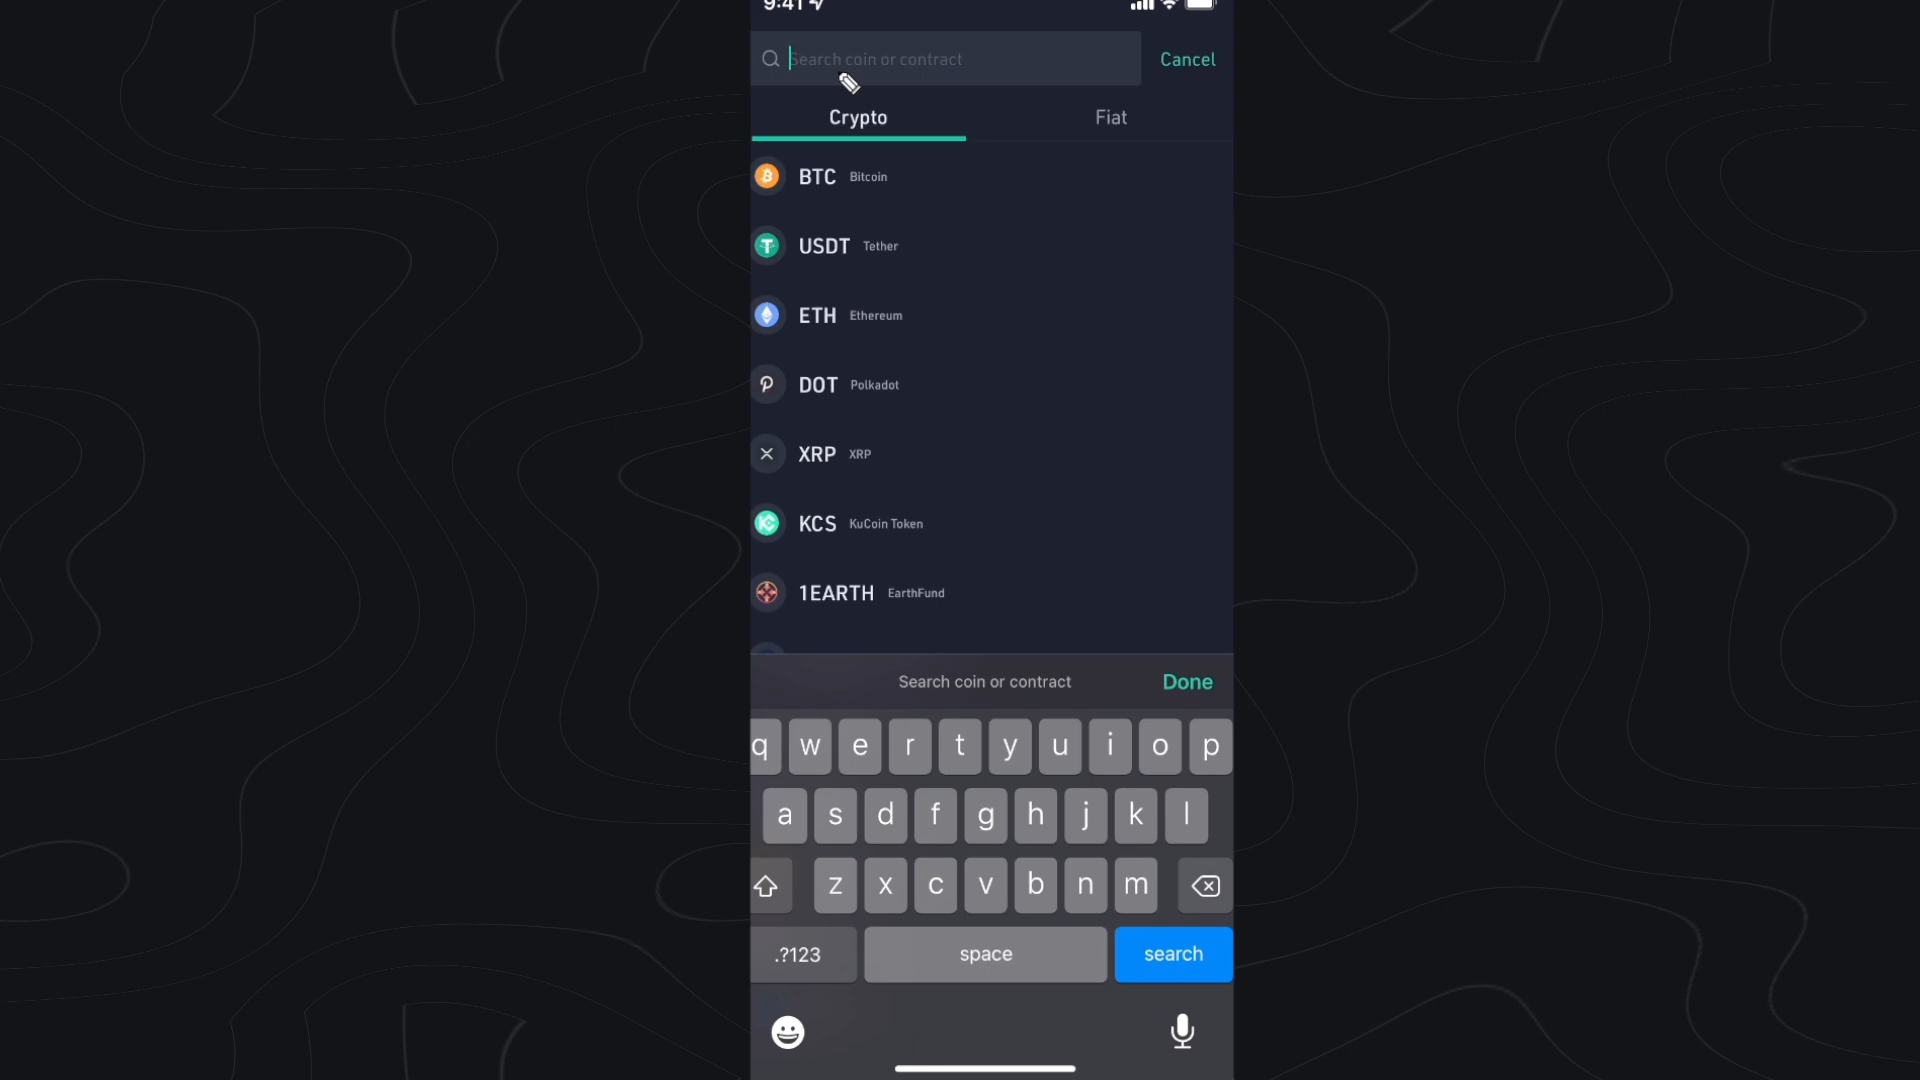 9:41
Search coin or contract
Cancel
Crypto
Fiat
BTC Bitcoin
USDT Tether
ETH Ethereum
DOT Polkadot
XRP XRP
KCS KuCoin Token
1EARTH EarthFund
Search coin or contract
Done
q w e r t y u i o p
a s d f g h j k l
z x c v b n m
.?123
space
search